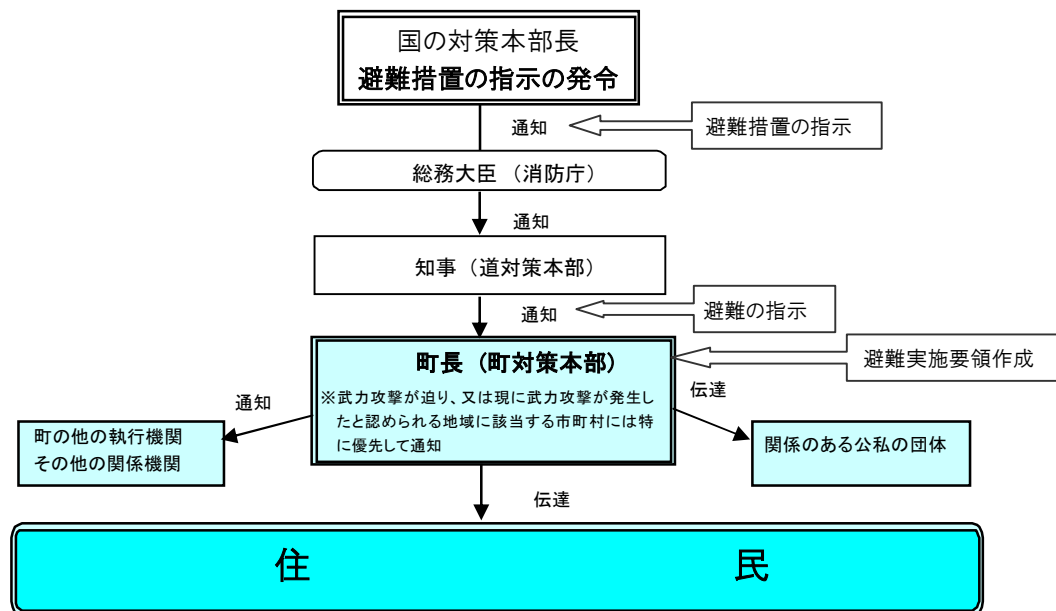 国の対策本部長
避難措置の指示の発令
通知
避難措置の指示
総務大臣（消防庁）
通知
知事（道対策本部）
通知
避難の指示
町長（町対策本部）
避難実施要領作成
※武力攻撃が迫り、又は現に武力攻撃が発生し
たと認められる地域に該当する市町村には特
に優先して通知
通知
伝達
町の他の執行機関
その他の関係機関
関係のある公私の団体
伝達
住 民